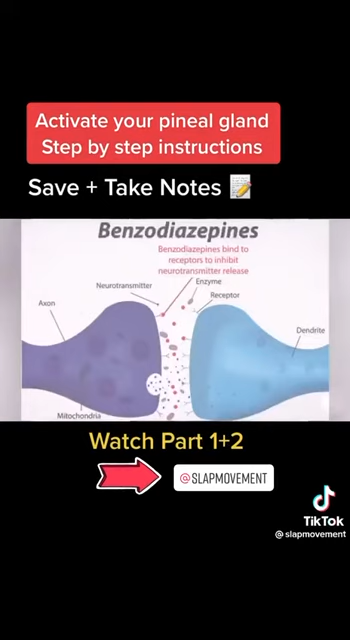 Activate your pineal gland
Step by step instructions
Save + Take Notes 📝
Benzodiazepines
Benzodiazepines bind to
receptors to inhibit
neurotransmitter release
Neurotransmitter
Enzyme
Receptor
Axon
Dendrite
Mitochondria
Watch Part 1+2
@SLAPMOVEMENT
TikTok
@slapmovement